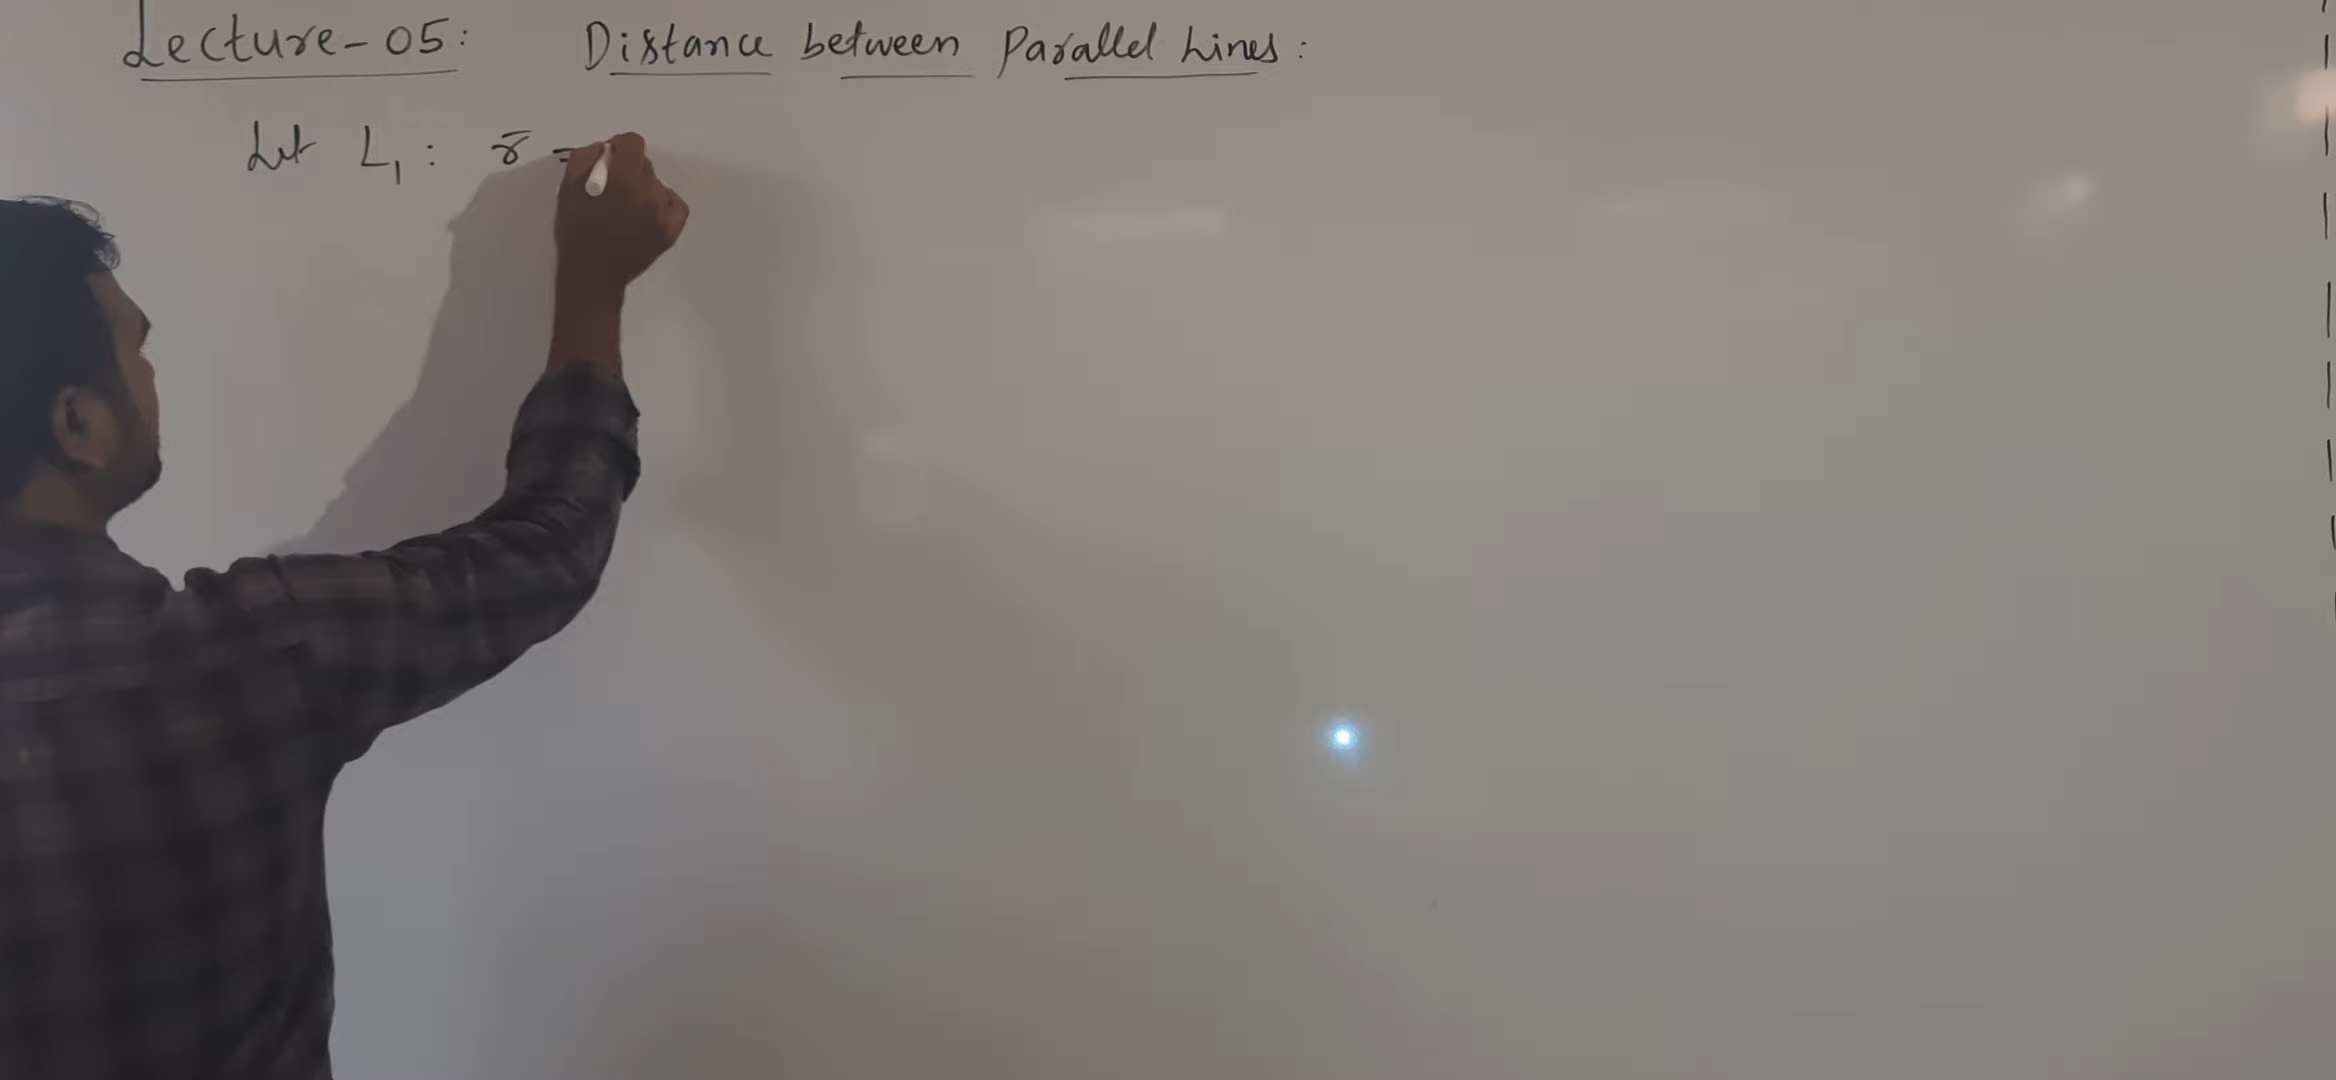 Lecture-05: Distance between Parallel Lines:
Let L₁: r̄ =